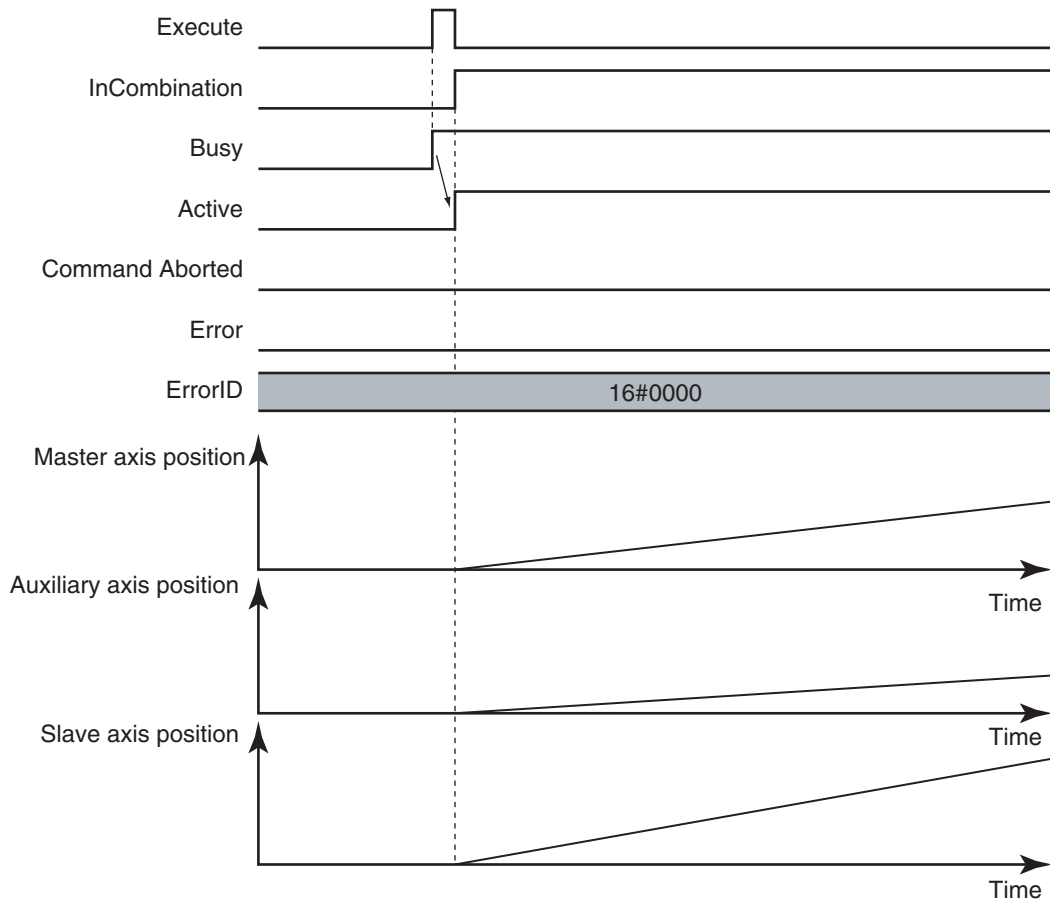 Execute
InCombination
Busy
Active
Command Aborted
Error
ErrorID
16#0000
Master axis position
Time
Auxiliary axis position
Time
Slave axis position
Time